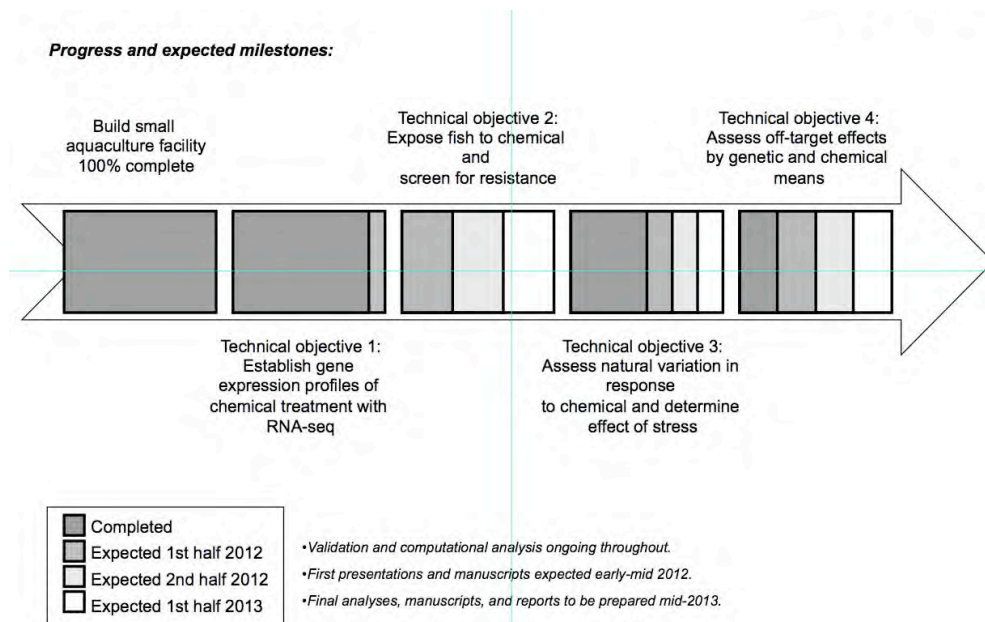 Progress and expected milestones:
Build small
aquaculture facility
100% complete
Technical objective 2:
Expose fish to chemical
and
screen for resistance
Technical objective 4:
Assess off-target effects
by genetic and chemical
means
Technical objective 1:
Establish gene
expression profiles of
chemical treatment with
RNA-seq
Technical objective 3:
Assess natural variation in
response
to chemical and determine
effect of stress
Completed
Expected 1st half 2012
Expected 2nd half 2012
Expected 1st half 2013
•Validation and computational analysis ongoing throughout.
•First presentations and manuscripts expected early-mid 2012.
•Final analyses, manuscripts, and reports to be prepared mid-2013.